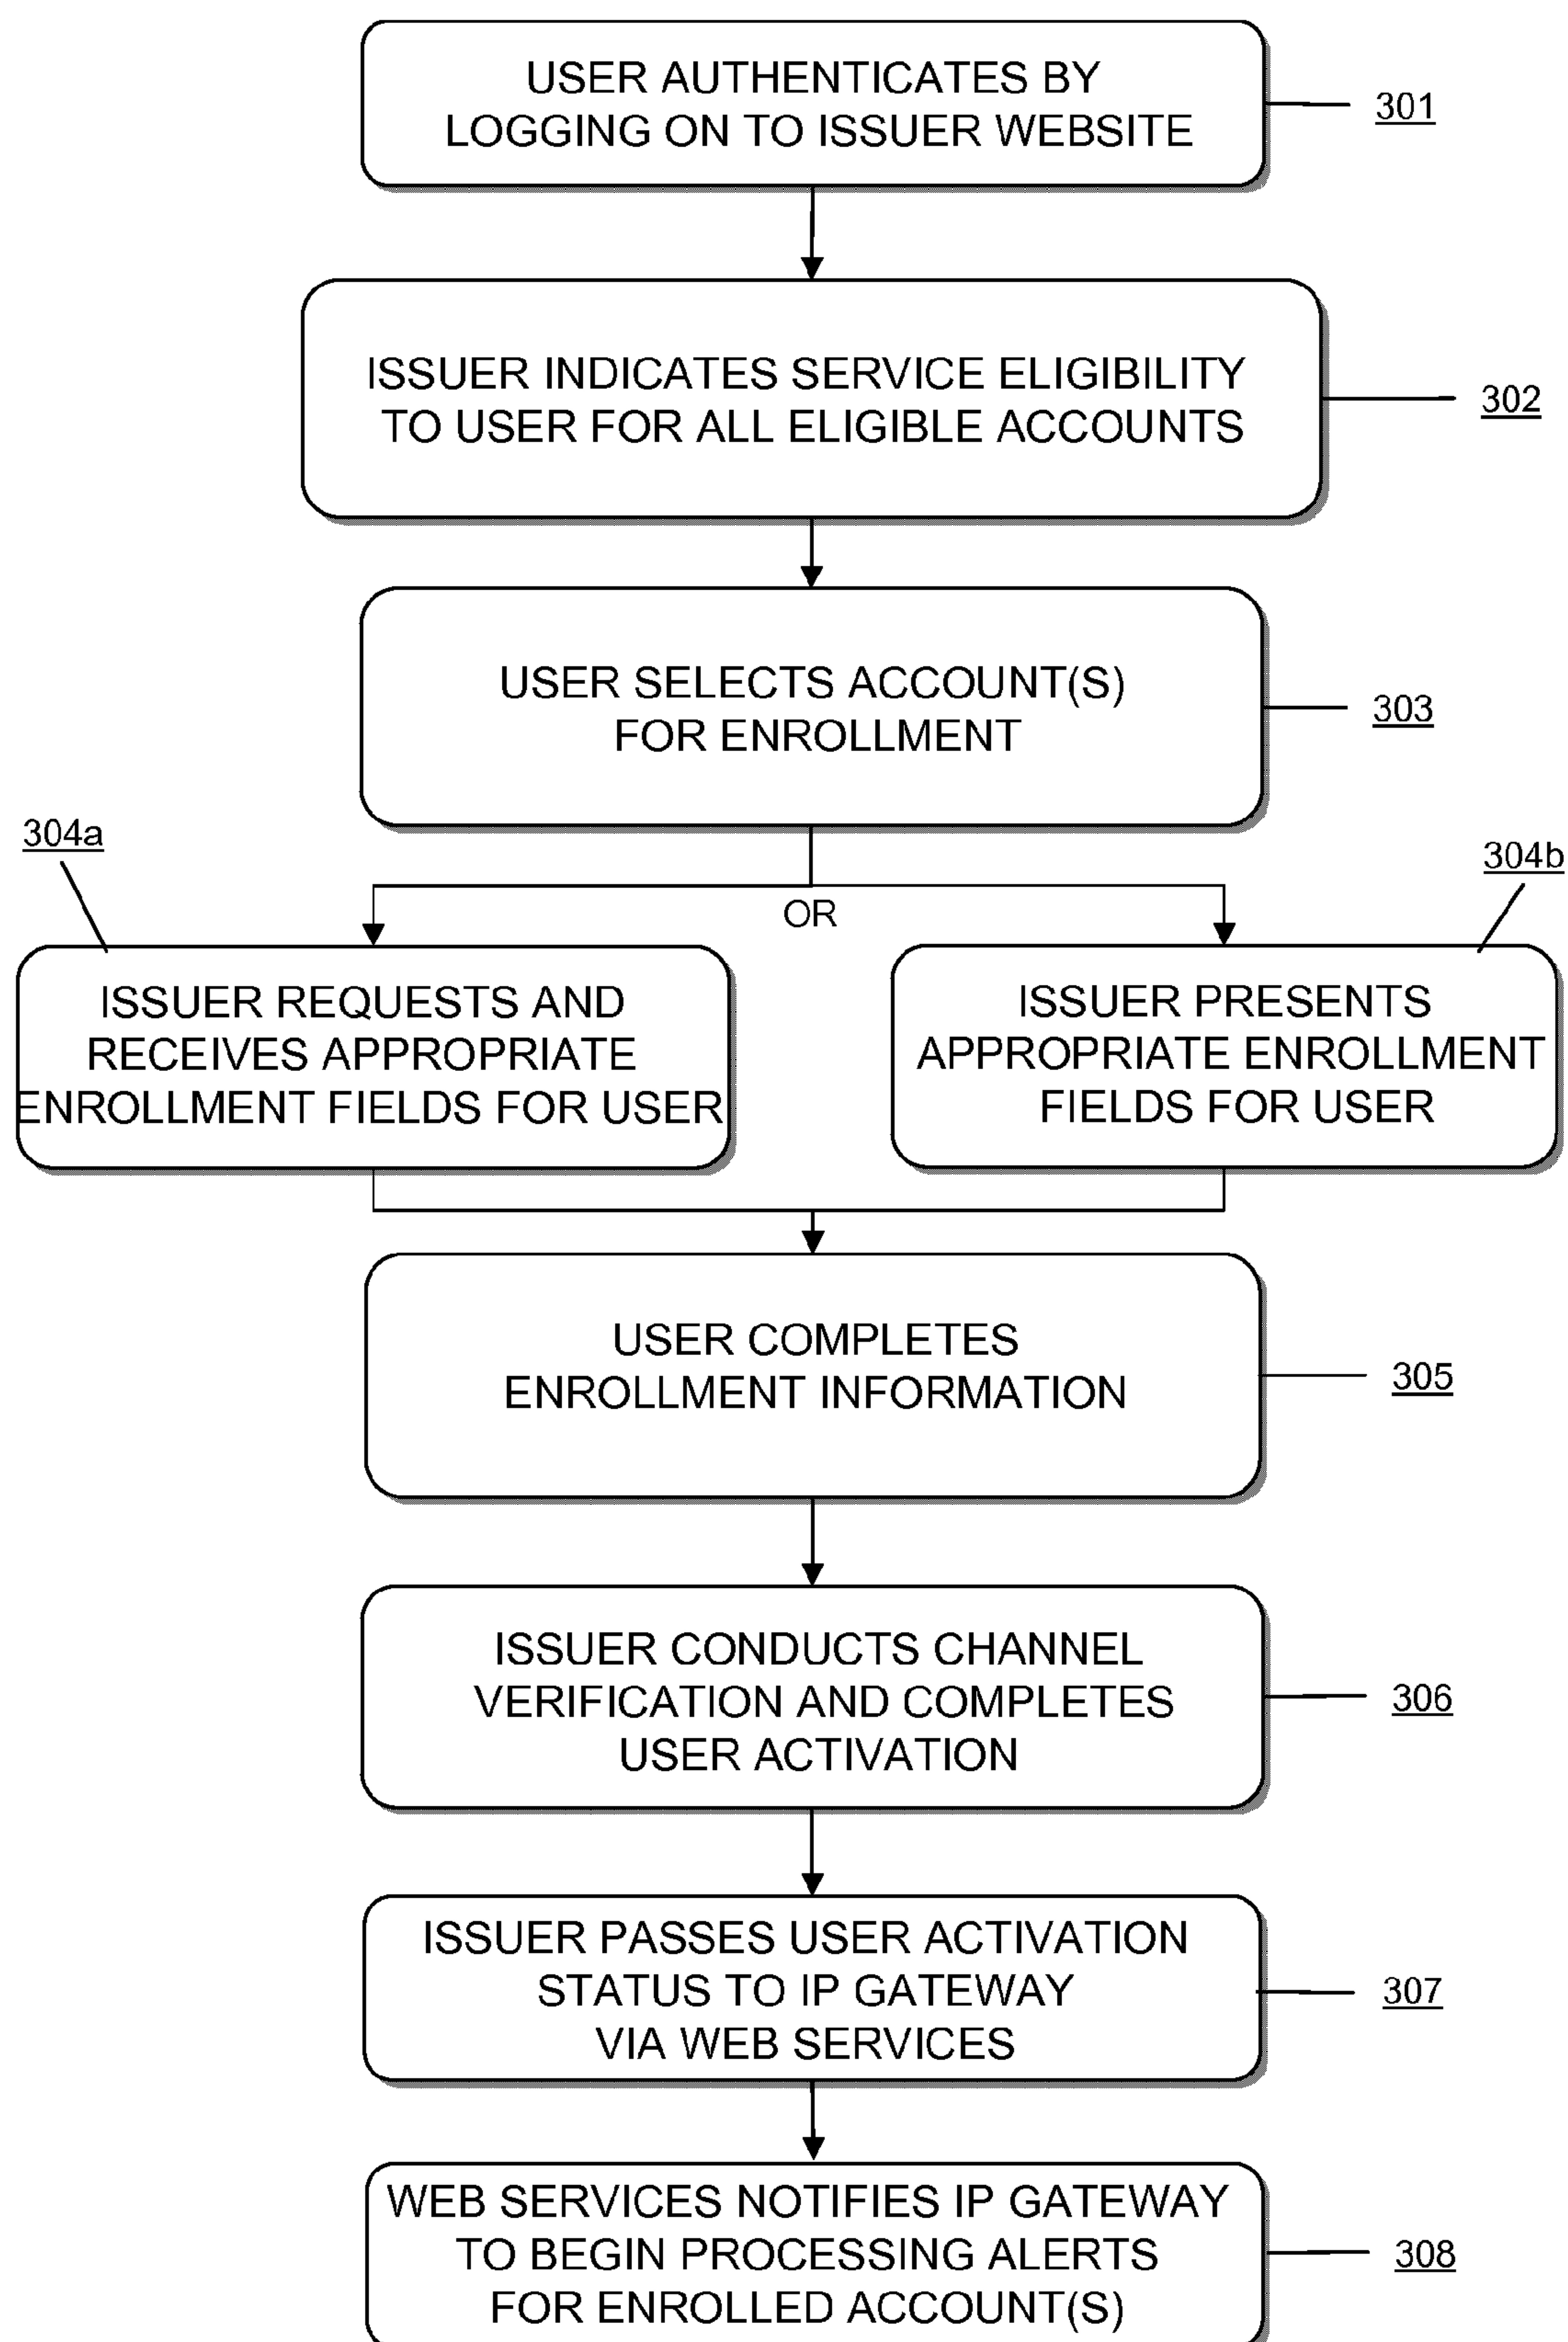 USER AUTHENTICATES BY
LOGGING ON TO ISSUER WEBSITE
301
ISSUER INDICATES SERVICE ELIGIBILITY
TO USER FOR ALL ELIGIBLE ACCOUNTS
302
USER SELECTS ACCOUNT(S)
FOR ENROLLMENT
303
304a
304b
OR
ISSUER REQUESTS AND
RECEIVES APPROPRIATE
ENROLLMENT FIELDS FOR USER
ISSUER PRESENTS
APPROPRIATE ENROLLMENT
FIELDS FOR USER
USER COMPLETES
ENROLLMENT INFORMATION
305
ISSUER CONDUCTS CHANNEL
VERIFICATION AND COMPLETES
USER ACTIVATION
306
ISSUER PASSES USER ACTIVATION
STATUS TO IP GATEWAY
VIA WEB SERVICES
307
WEB SERVICES NOTIFIES IP GATEWAY
TO BEGIN PROCESSING ALERTS
FOR ENROLLED ACCOUNT(S)
308